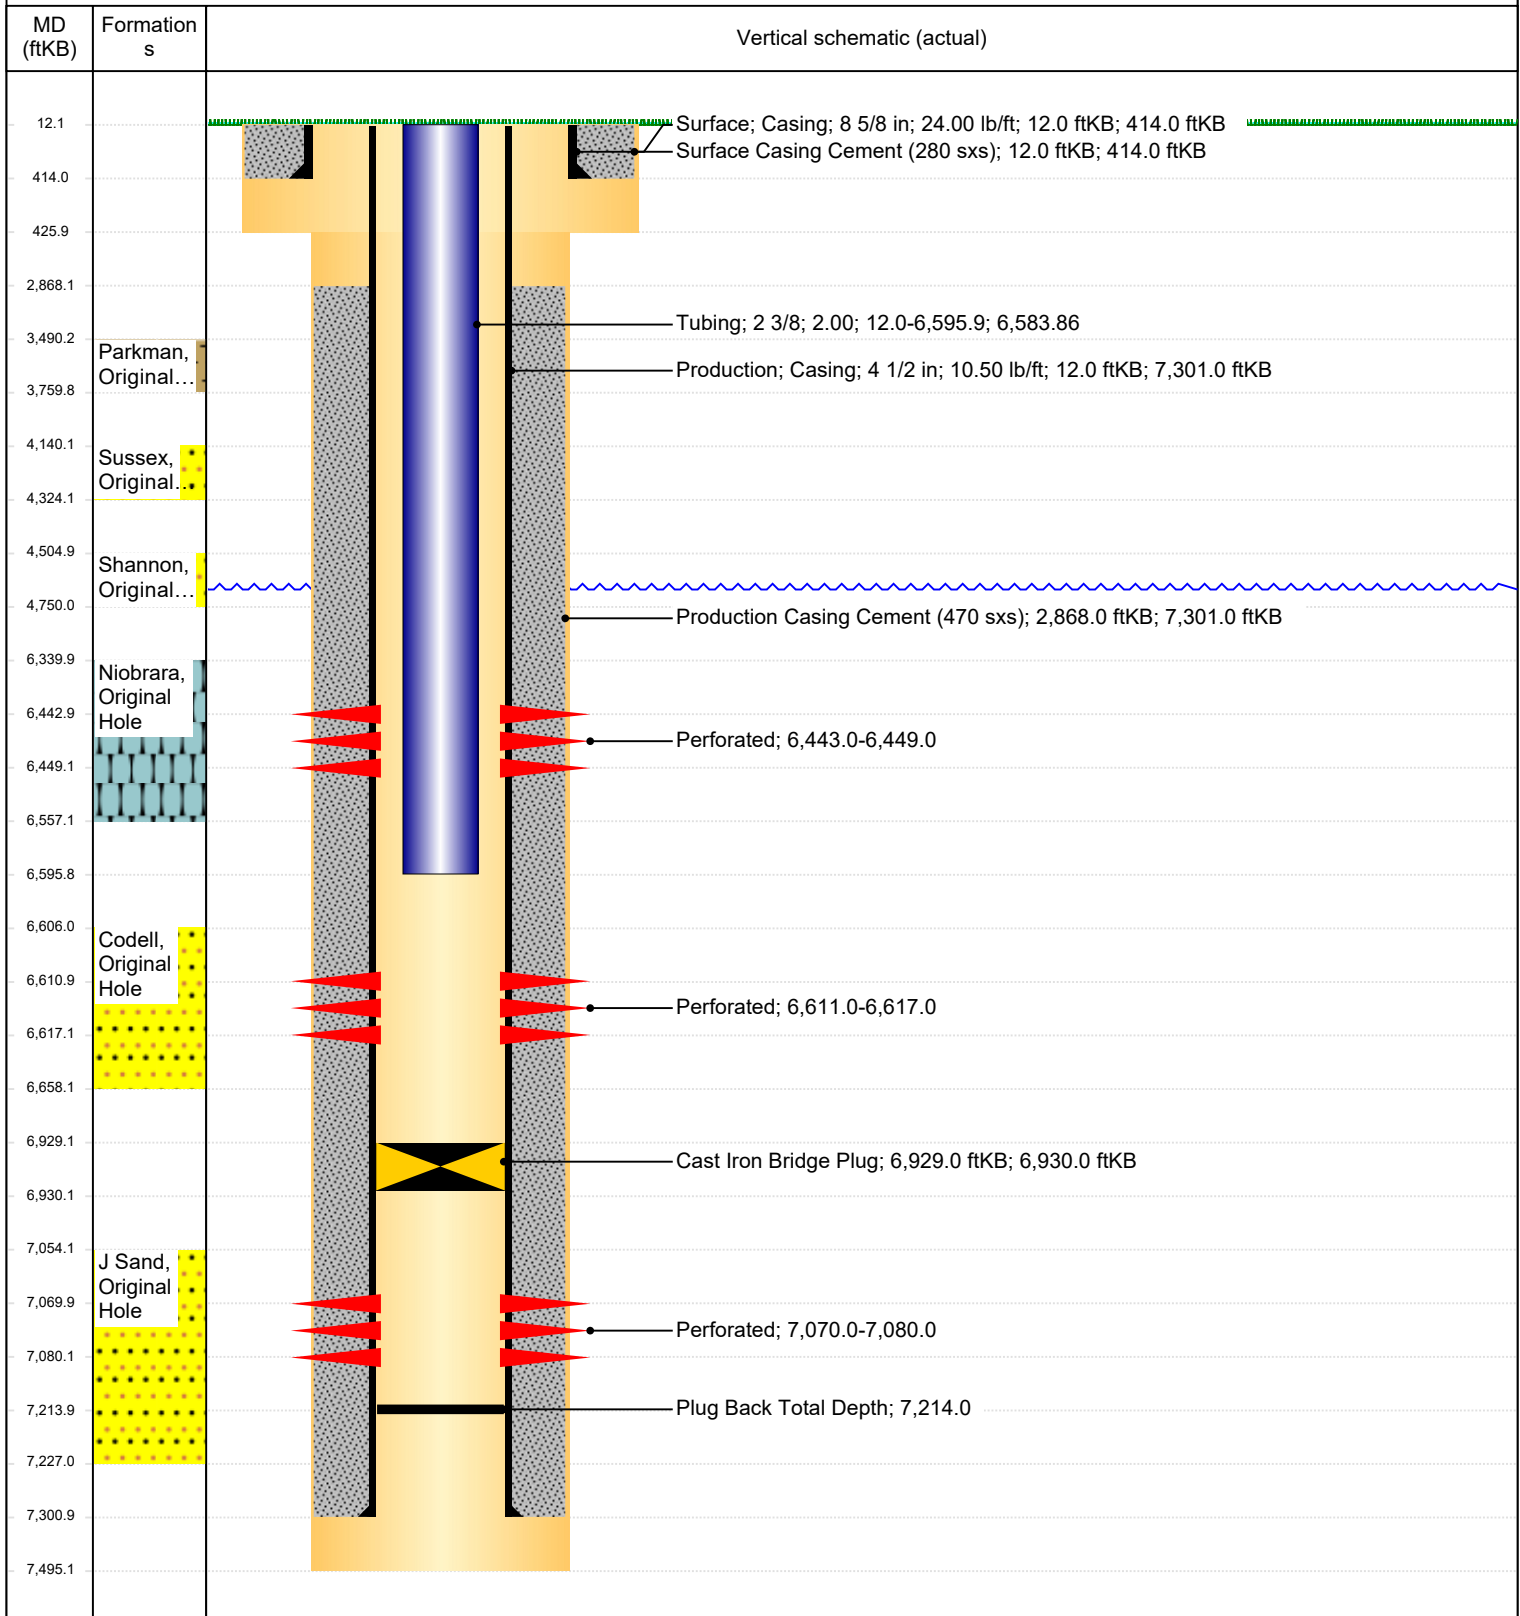 MD
(ftKB)
Formation
s
Vertical schematic (actual)
12.1
Surface; Casing; 8 5/8 in; 24.00 lb/ft; 12.0 ftKB; 414.0 ftKB
Surface Casing Cement (280 sxs); 12.0 ftKB; 414.0 ftKB
414.0
425.9
2,868.1
Tubing; 2 3/8; 2.00; 12.0-6,595.9; 6,583.86
3,490.2
Parkman,
Original...
Production; Casing; 4 1/2 in; 10.50 lb/ft; 12.0 ftKB; 7,301.0 ftKB
3,759.8
4,140.1
Sussex,
Original...
4,324.1
4,504.9
Shannon,
Original...
4,750.0
Production Casing Cement (470 sxs); 2,868.0 ftKB; 7,301.0 ftKB
6,339.9
Niobrara,
Original
Hole
6,442.9
Perforated; 6,443.0-6,449.0
6,449.1
6,557.1
6,595.8
6,606.0
Codell,
Original
Hole
6,610.9
Perforated; 6,611.0-6,617.0
6,617.1
6,658.1
6,929.1
Cast Iron Bridge Plug; 6,929.0 ftKB; 6,930.0 ftKB
6,930.1
7,054.1
J Sand,
Original
Hole
7,069.9
Perforated; 7,070.0-7,080.0
7,080.1
7,213.9
Plug Back Total Depth; 7,214.0
7,227.0
7,300.9
7,495.1